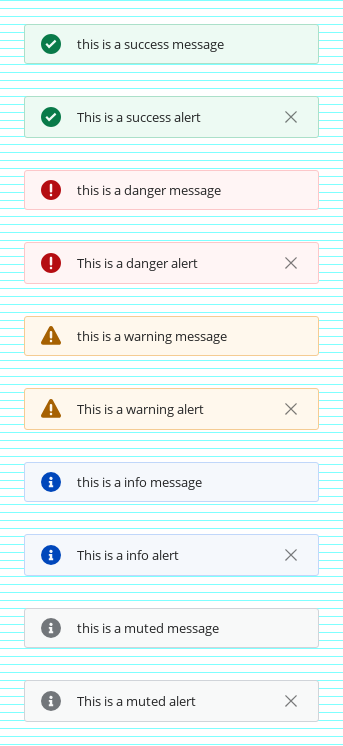 this is a success message
This is a success alert
this is a danger message
This is a danger alert
this is a warning message
This is a warning alert
this is a info message
This is a info alert
this is a muted message
This is a muted alert